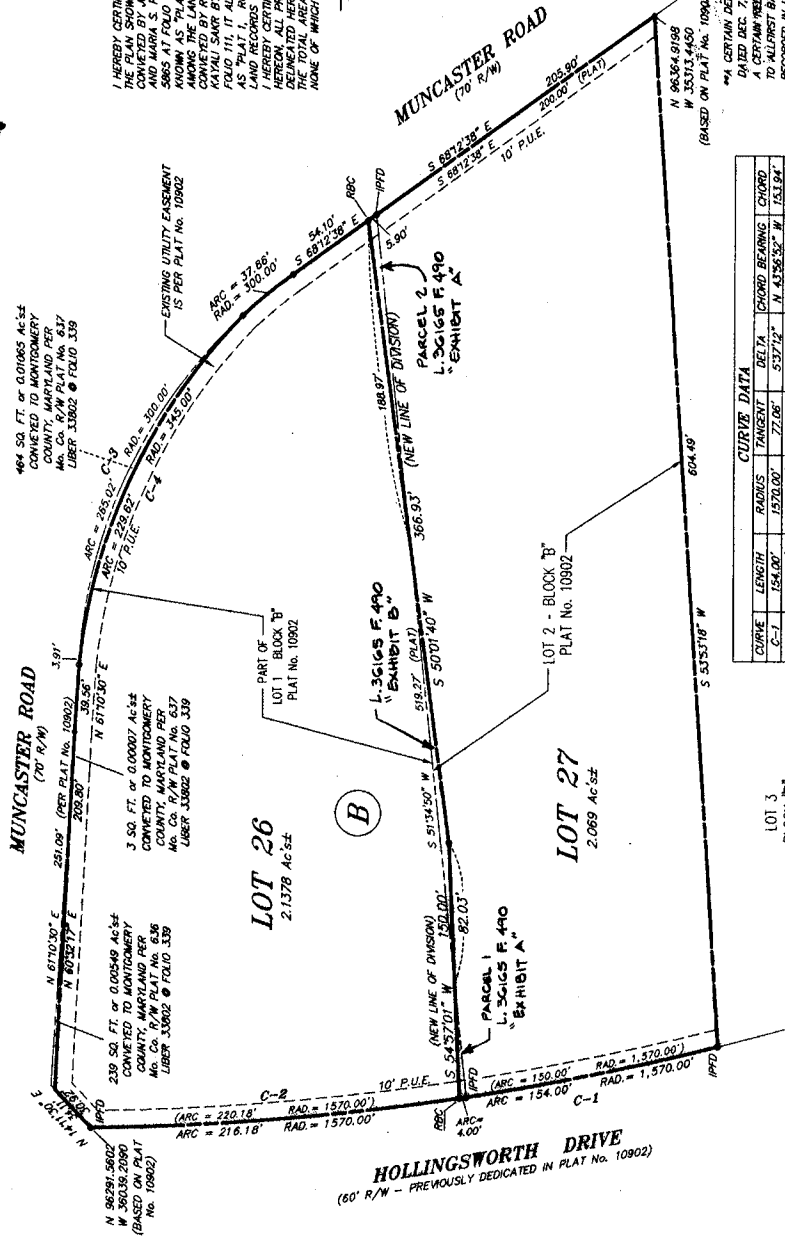 I HEREBY CERTI
THE PLAN SHOW
CONVEYED BY J
AND MARIA S. F
5865 AT FOLIO
KNOWN AS "PLA
AMONG THE LAN
CONVEYED BY R
KAYALI SAKR B
FOLIO 111, IT AL
AS "PLAT 1, RU
LAND RECORDS
I HEREBY CERTI
HEREON, ALL PR
DELINEATED HER
THE TOTAL AREA
NONE OF WHICH
MUNCASTER ROAD
(70' R/W)
205.90'
200.00' (PLAT)
S 68°12'38" E
S 68°12'38" E
10' P.U.E.
N 96364.9198
W 35313.4450
(BASED ON PLAT No. 10902
**A CERTAIN DE
DATED DEC. 7,
TO "ALLFIRST BA
RECORDED IN L
EXISTING UTILITY EASEMENT
IS PER PLAT No. 10902
RBC
IPFD
54.10'
S 68°12'38" E
5.90'
ARC = 37.86'
RAD. = 300.00'
464 SQ. FT. or 0.01065 Ac's±
CONVEYED TO MONTGOMERY
COUNTY, MARYLAND PER
Mo. Co. R/W PLAT No. 637
LIBER 33802 @ FOLIO 339
C-3
ARC = 265.02'
RAD. = 300.00'
ARC = 229.62'
RAD. = 345.00'
C-4
10' P.U.E.
PARCEL 2
L.36165 F.490
"EXHIBIT A"
188.97'
(NEW LINE OF DIVISION)
366.93'
MUNCASTER ROAD
(70' R/W)
N 61°10'30" E
251.09' (PER PLAT No. 10902)
3.91'
N 60°32'17" E
209.80'
39.56'
N 61°10'30" E
3 SQ. FT. or 0.00007 Ac's±
CONVEYED TO MONTGOMERY
COUNTY, MARYLAND PER
Mo. Co. R/W PLAT No. 637
LIBER 33802 @ FOLIO 339
239 SQ. FT. or 0.00549 Ac's±
CONVEYED TO MONTGOMERY
COUNTY, MARYLAND PER
Mo. Co. R/W PLAT No. 636
LIBER 33802 @ FOLIO 339
PART OF
LOT 1 BLOCK "B"
PLAT No. 10902
LOT 26
2.1378 Ac's±
B
L.36165 F.490
"EXHIBIT B"
519.27' (PLAT)
S 50°01'40" W
S 51°34'50" W
LOT 2 - BLOCK "B"
PLAT No. 10902
604.49'
S 53°53'18" W
LOT 27
2.069 Ac's±
(NEW LINE OF DIVISION)
S 54°57'01" W
150.00'
82.03'
PARCEL 1
L.36165 F.490
"EXHIBIT A"
N 14°11'30" E
IPFD
N 96291.5602
W 36039.2090
(BASED ON PLAT
No. 10902)
C-2
10' P.U.E.
(ARC = 220.18' RAD.= 1570.00')
ARC = 216.18' RAD.= 1570.00'
RBC
IPFD
ARC=
4.00'
(ARC = 150.00' RAD.= 1,570.00')
ARC = 154.00' RAD.= 1,570.00'
C-1
IPFD
HOLLINGSWORTH DRIVE
(60' R/W - PREVIOUSLY DEDICATED IN PLAT No. 10902)
LOT 3
CURVE DATA
CURVE LENGTH RADIUS TANGENT DELTA CHORD BEARING CHORD
C-1 154.00' 1570.00' 77.06' 5°37'12" N 43°56'52" W 153.94'